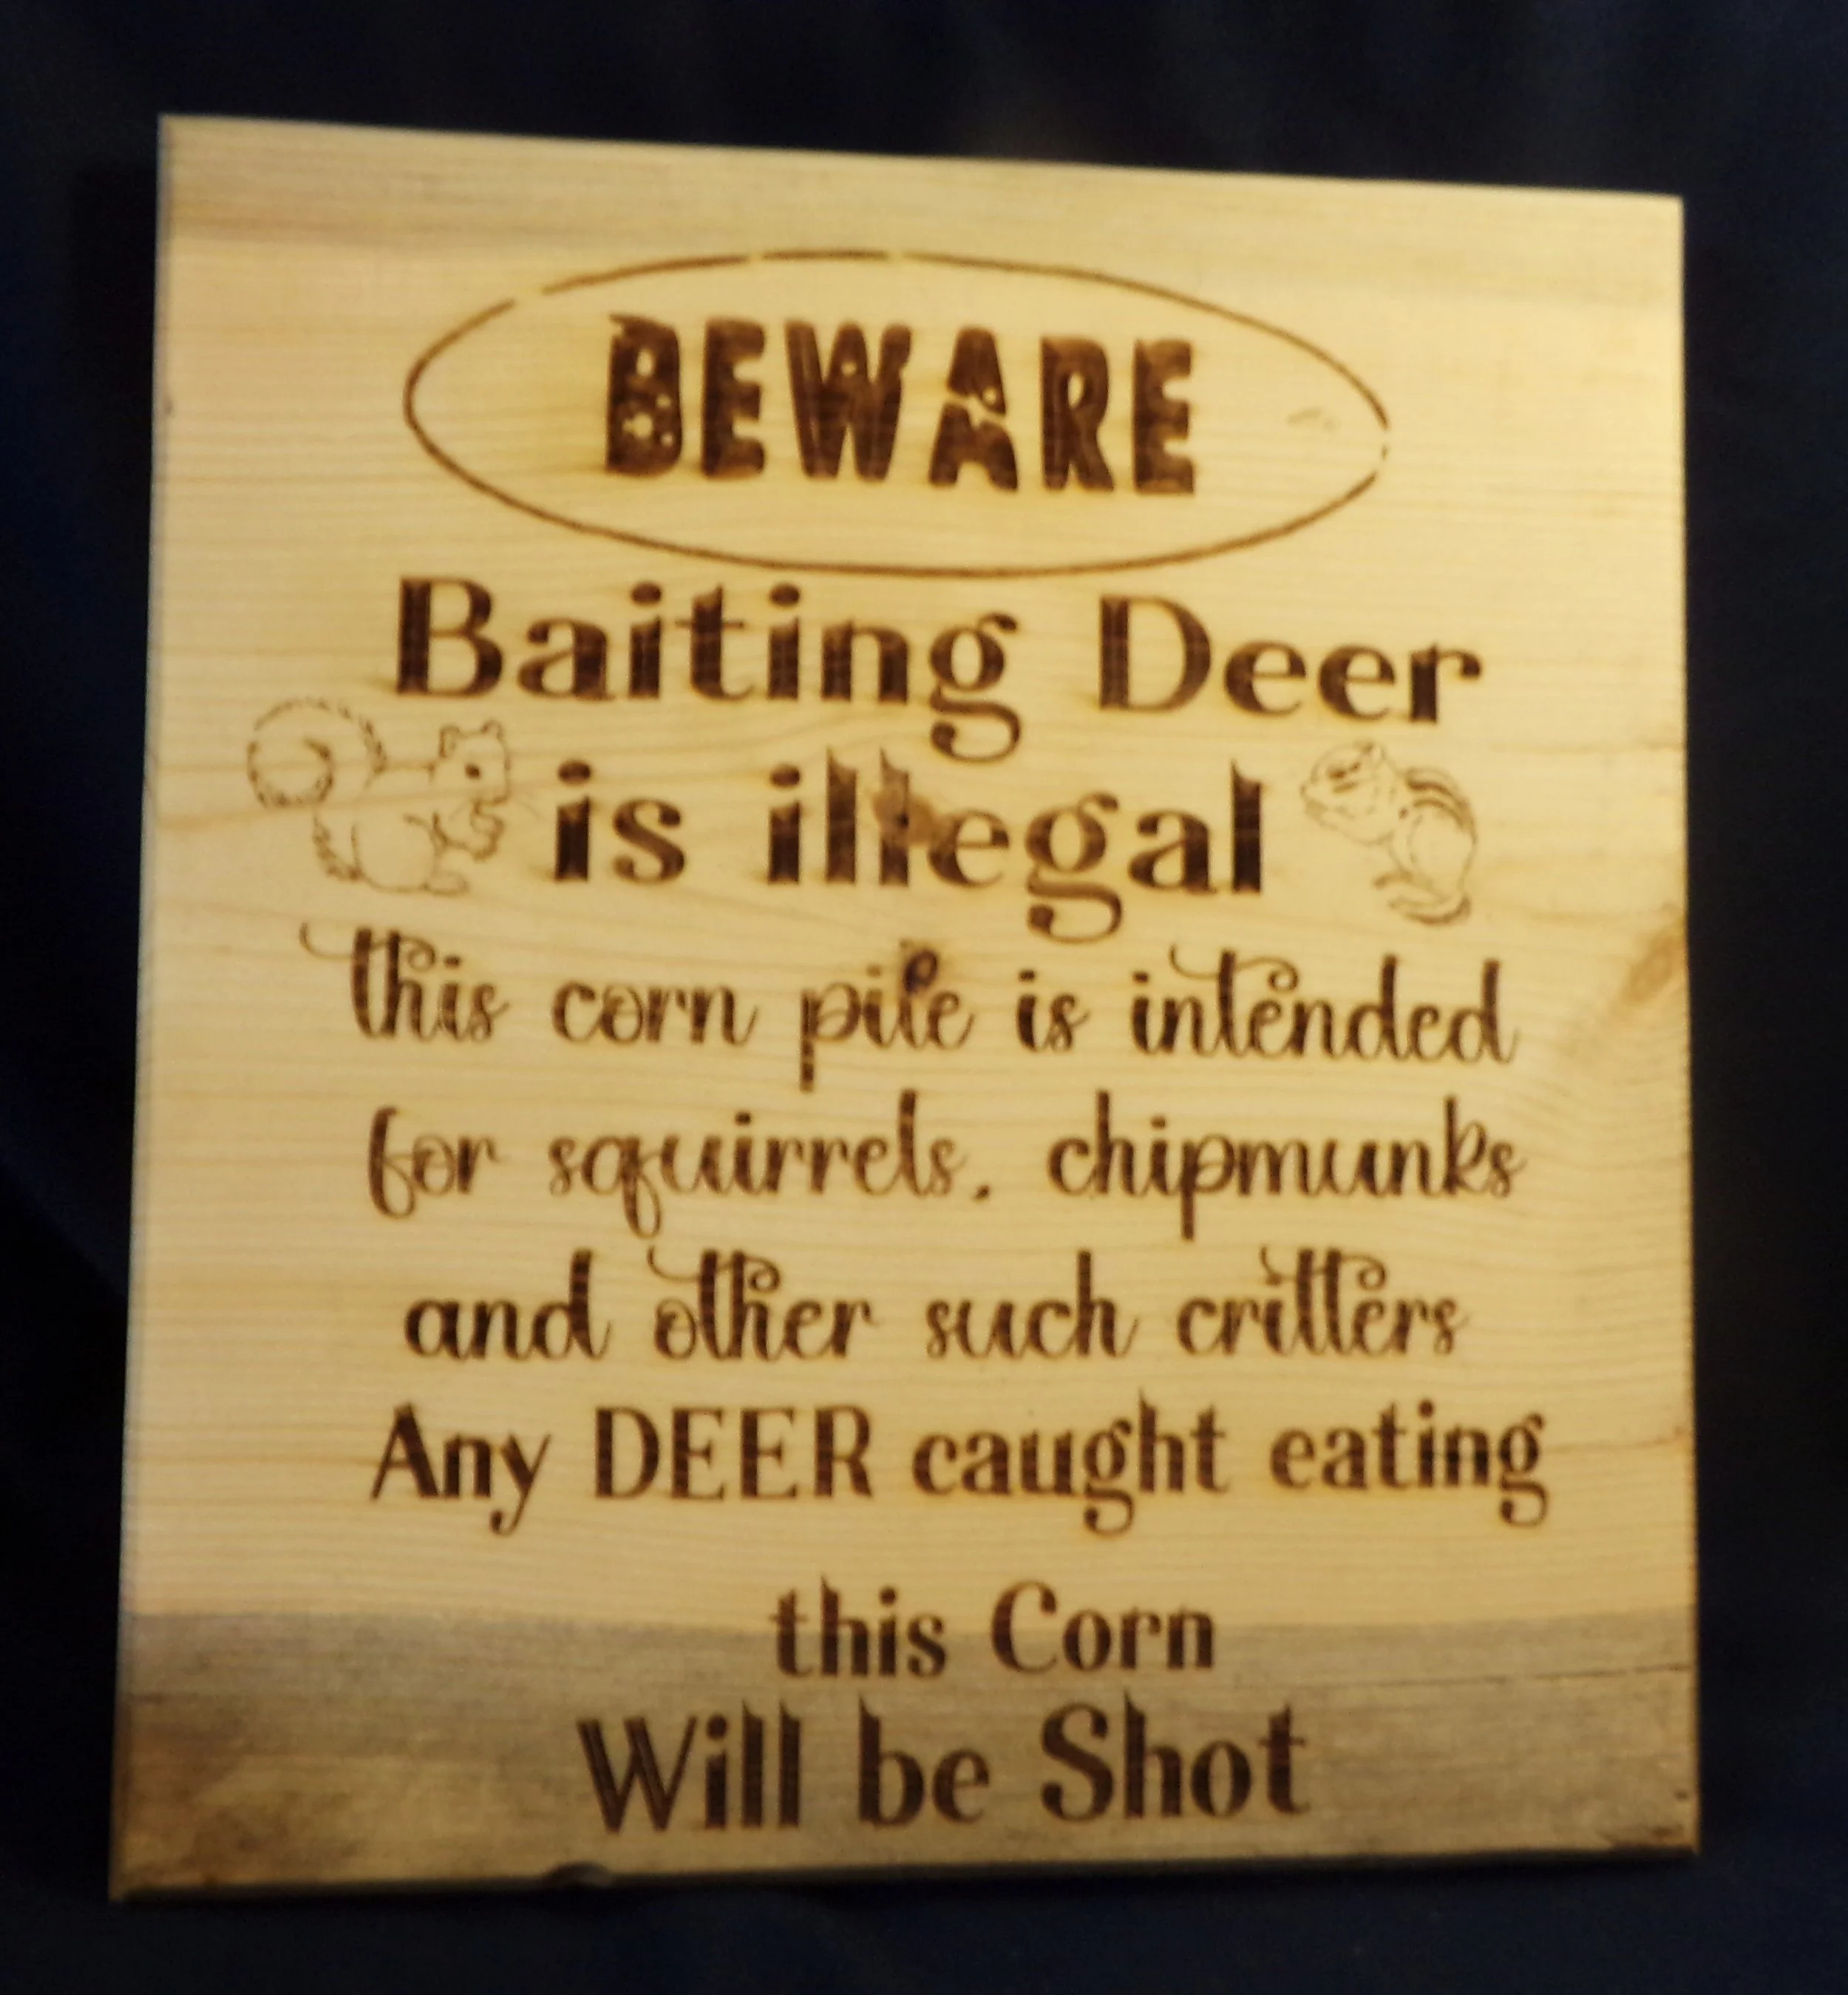 BEWARE
Baiting Deer
is illegal
this corn pile is intended
for squirrels, chipmunks
and other such critters
Any DEER caught eating
this Corn
Will be Shot